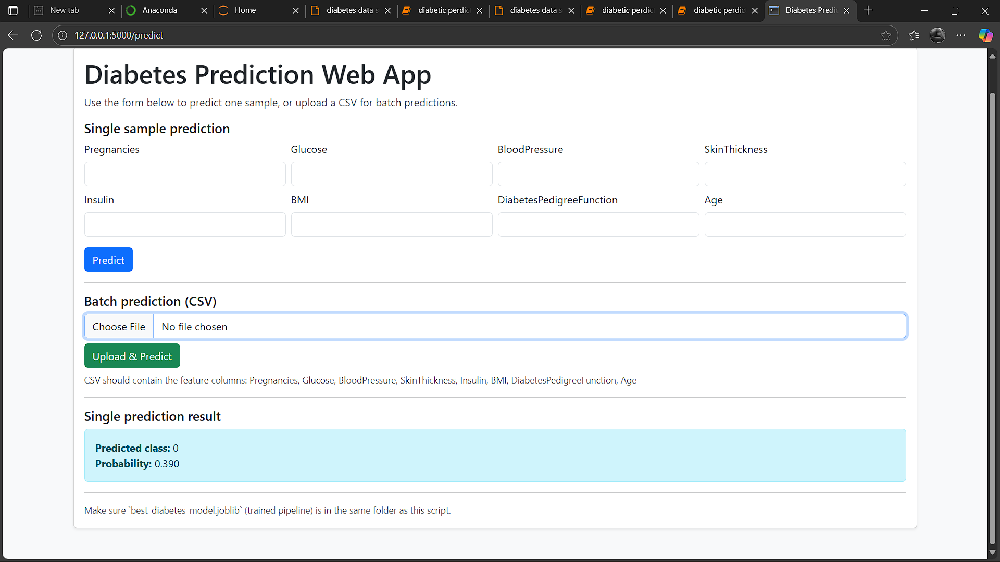 New tab
Anaconda
Home
diabetes data s
diabetic perdic
diabetes data s
diabetic perdic
diabetic perdic
Diabetes Predic
127.0.0.1:5000/predict
Diabetes Prediction Web App
Use the form below to predict one sample, or upload a CSV for batch predictions.
Single sample prediction
Pregnancies Glucose BloodPressure SkinThickness
Insulin BMI DiabetesPedigreeFunction Age
Predict
Batch prediction (CSV)
Choose File No file chosen
Upload & Predict
CSV should contain the feature columns: Pregnancies, Glucose, BloodPressure, SkinThickness, Insulin, BMI, DiabetesPedigreeFunction, Age
Single prediction result
Predicted class: 0
Probability: 0.390
Make sure `best_diabetes_model.joblib` (trained pipeline) is in the same folder as this script.